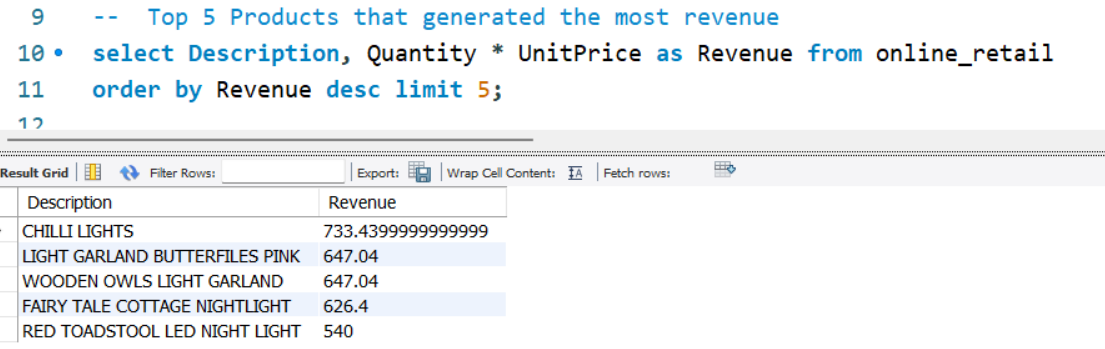 9 -- Top 5 Products that generated the most revenue
10 select Description, Quantity * UnitPrice as Revenue from online_retail
11 order by Revenue desc limit 5;
12
Result Grid Filter Rows: Export: Wrap Cell Content: IA Fetch rows:
Description Revenue
CHILLI LIGHTS 733.4399999999999
LIGHT GARLAND BUTTERFILES PINK 647.04
WOODEN OWLS LIGHT GARLAND 647.04
FAIRY TALE COTTAGE NIGHTLIGHT 626.4
RED TOADSTOOL LED NIGHT LIGHT 540